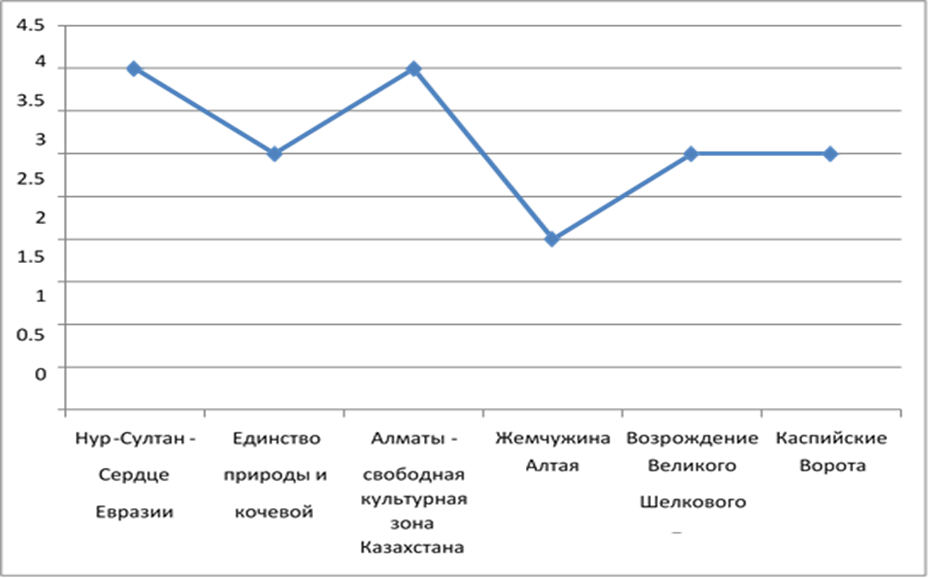 4.5
4
3.5
3
2.5
2
1.5
1
0.5
0
Нур-Султан -
Сердце
Евразии
Единство
природы и
кочевой
Алматы -
свободная
культурная
зона
Казахстана
Жемчужина
Алтая
Возрождение
Великого
Шелкового
Каспийские
Ворота